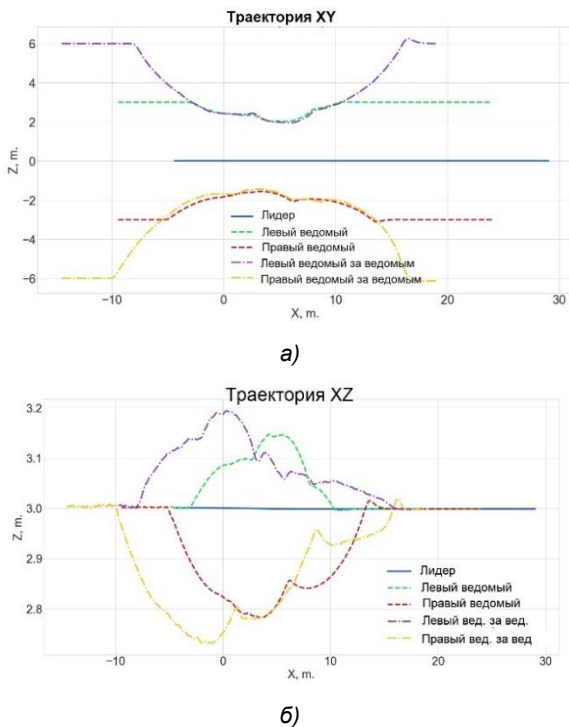 Траектория XY
6
4
2
0
−2
−4
−6
Z, m.
Лидер
Левый ведомый
Правый ведомый
Левый ведомый за ведомым
Правый ведомый за ведомым
−10 0 10 20 30
X, m.
а)
Траектория XZ
3.2
3.1
3.0
2.9
2.8
Z, m.
Лидер
Левый ведомый
Правый ведомый
Левый вед. за вед.
Правый вед. за вед
−10 0 10 20 30
X, m.
б)